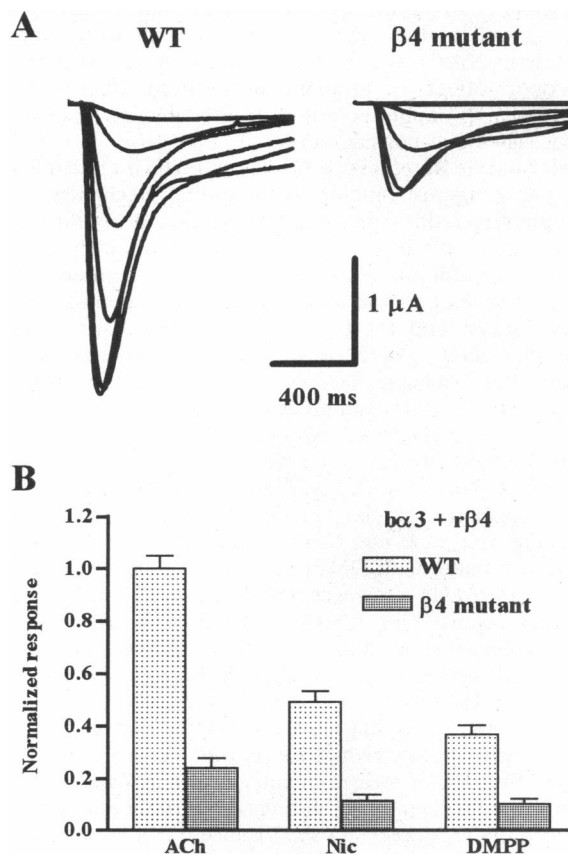 A
WT
β4 mutant
1 μA
400 ms
B
bα3 + rβ4
WT
β4 mutant
Normalized response
1.2
1.0
0.8
0.6
0.4
0.2
0.0
ACh
Nic
DMPP